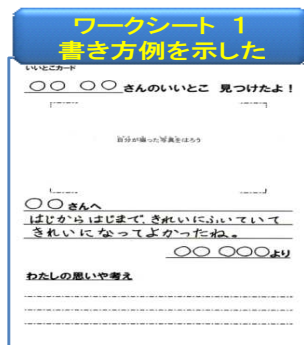 ワークシート 1
書き方例を示した
いいとこカード
○○ ○○さんのいいとこ 見つけたよ!
自分が撮った写真をはろう
○○さんへ
はじからはじまで、きれいにふいていて
きれいになってよかったね。
○○ ○○○より
わたしの思いや考え